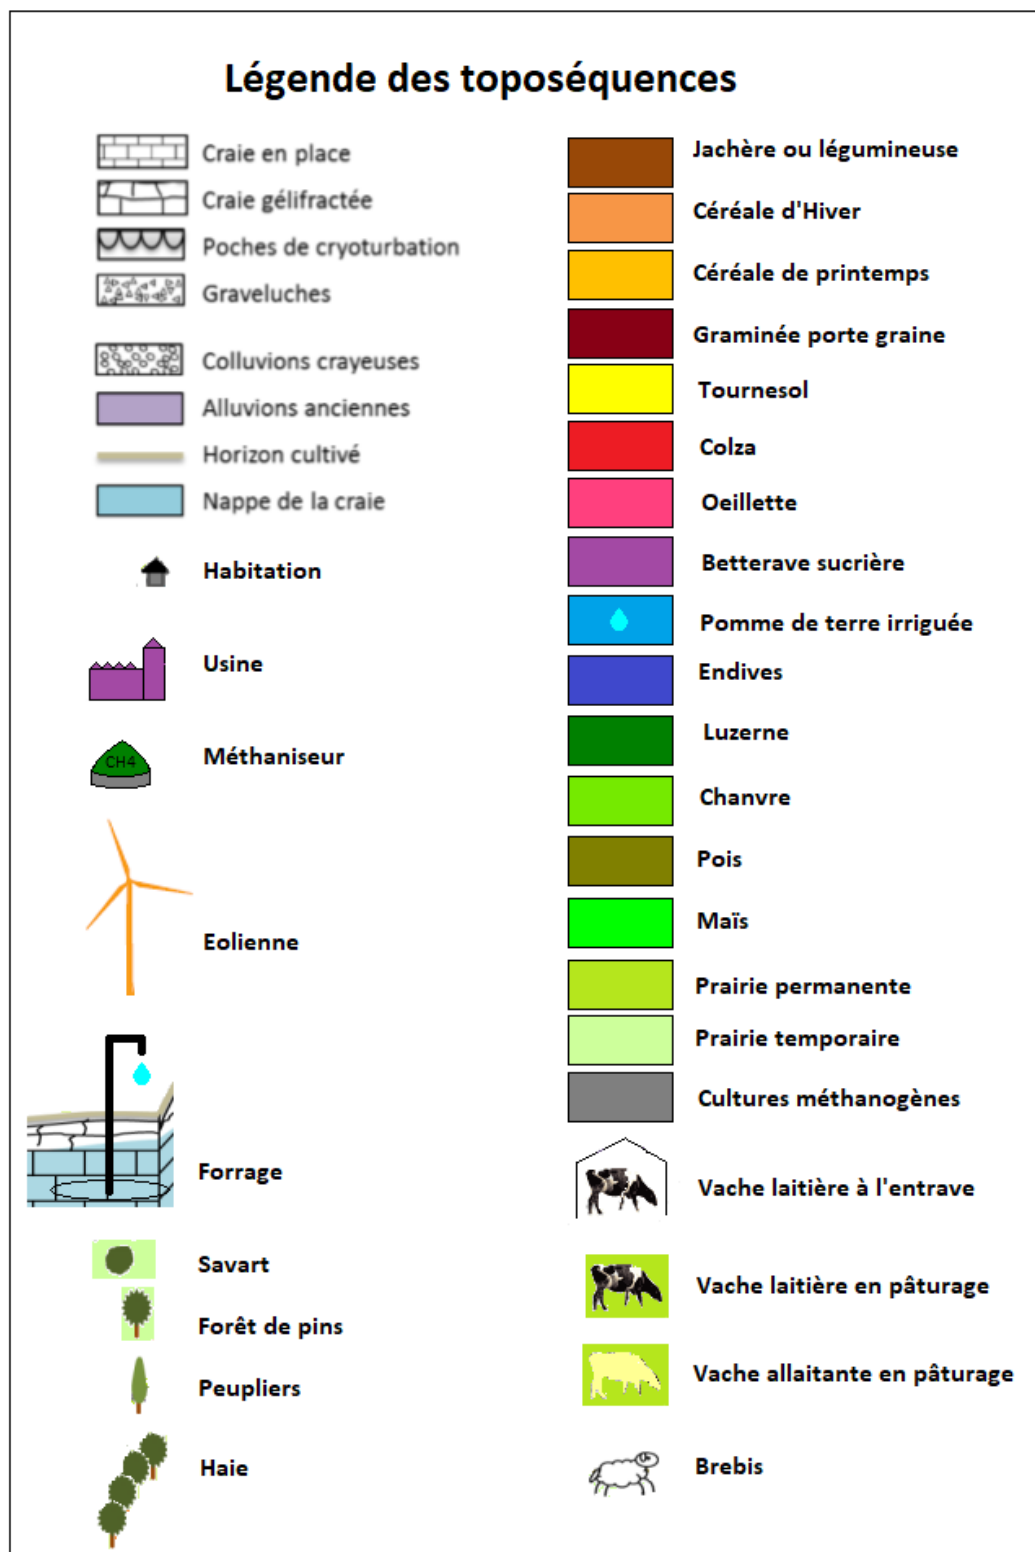 Légende des toposéquences
Craie en place
Craie gélifractée
Poches de cryoturbation
Graveluches
Colluvions crayeuses
Alluvions anciennes
Horizon cultivé
Nappe de la craie
Habitation
Usine
CH4
Méthaniseur
Eolienne
Forrage
Savart
Forêt de pins
Peupliers
Haie
Jachère ou légumineuse
Céréale d'Hiver
Céréale de printemps
Graminée porte graine
Tournesol
Colza
Oeillette
Betterave sucrière
Pomme de terre irriguée
Endives
Luzerne
Chanvre
Pois
Maïs
Prairie permanente
Prairie temporaire
Cultures méthanogènes
Vache laitière à l'entrave
Vache laitière en pâturage
Vache allaitante en pâturage
Brebis